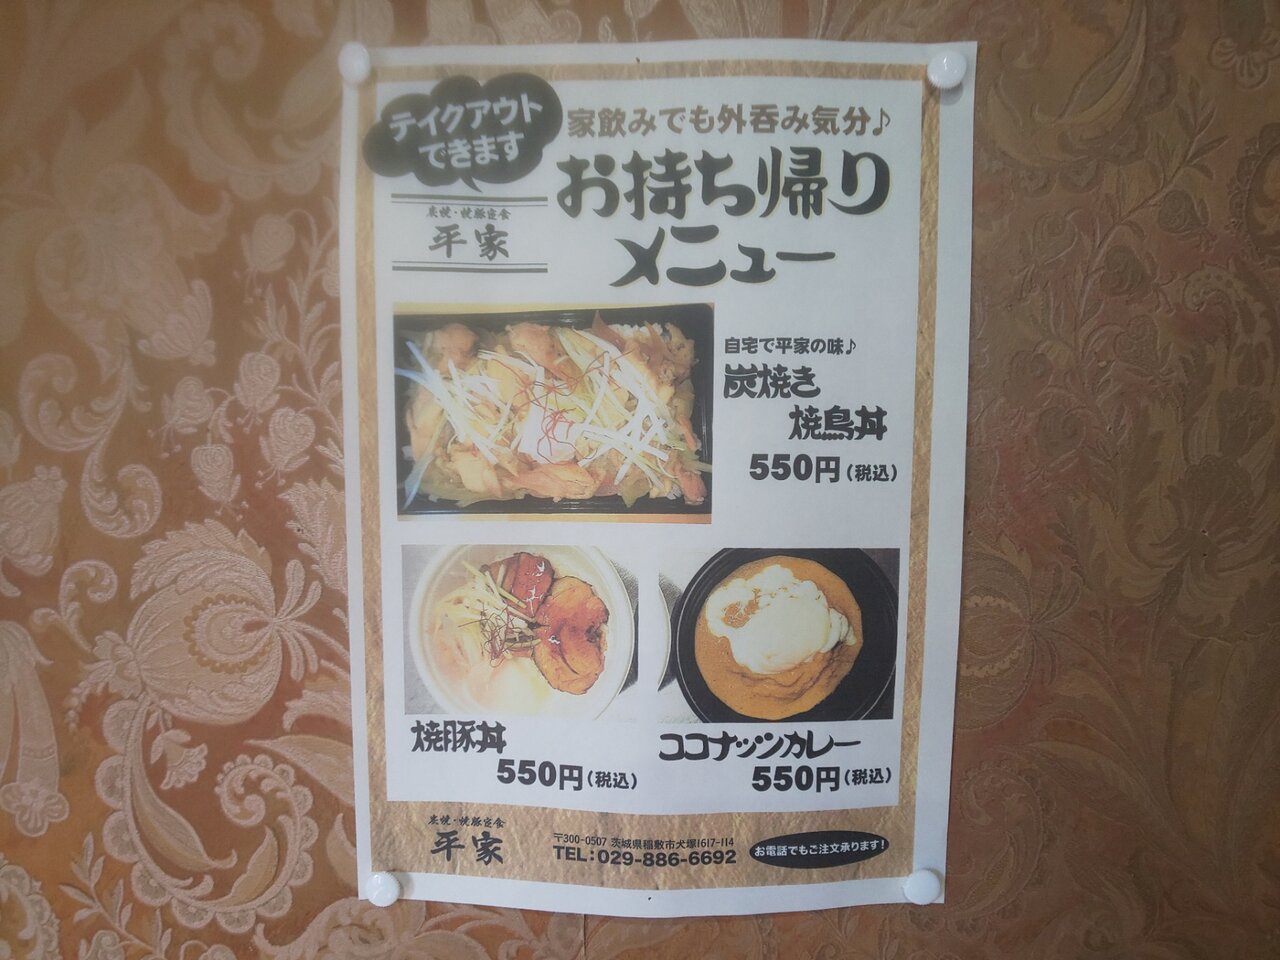 テイクアウト
できます
家飲みでも外呑み気分♪
お持ち帰り
メニュー
炭焼・焼豚定食
平家
自宅で平家の味♪
炭焼き
焼鳥丼
550円(税込)
焼豚丼
550円(税込)
ココナッツカレー
550円(税込)
炭焼・焼豚定食
平家
〒300-0507 茨城県稲敷市犬塚1617-114
TEL:029-886-6692
お電話でもご注文承ります!